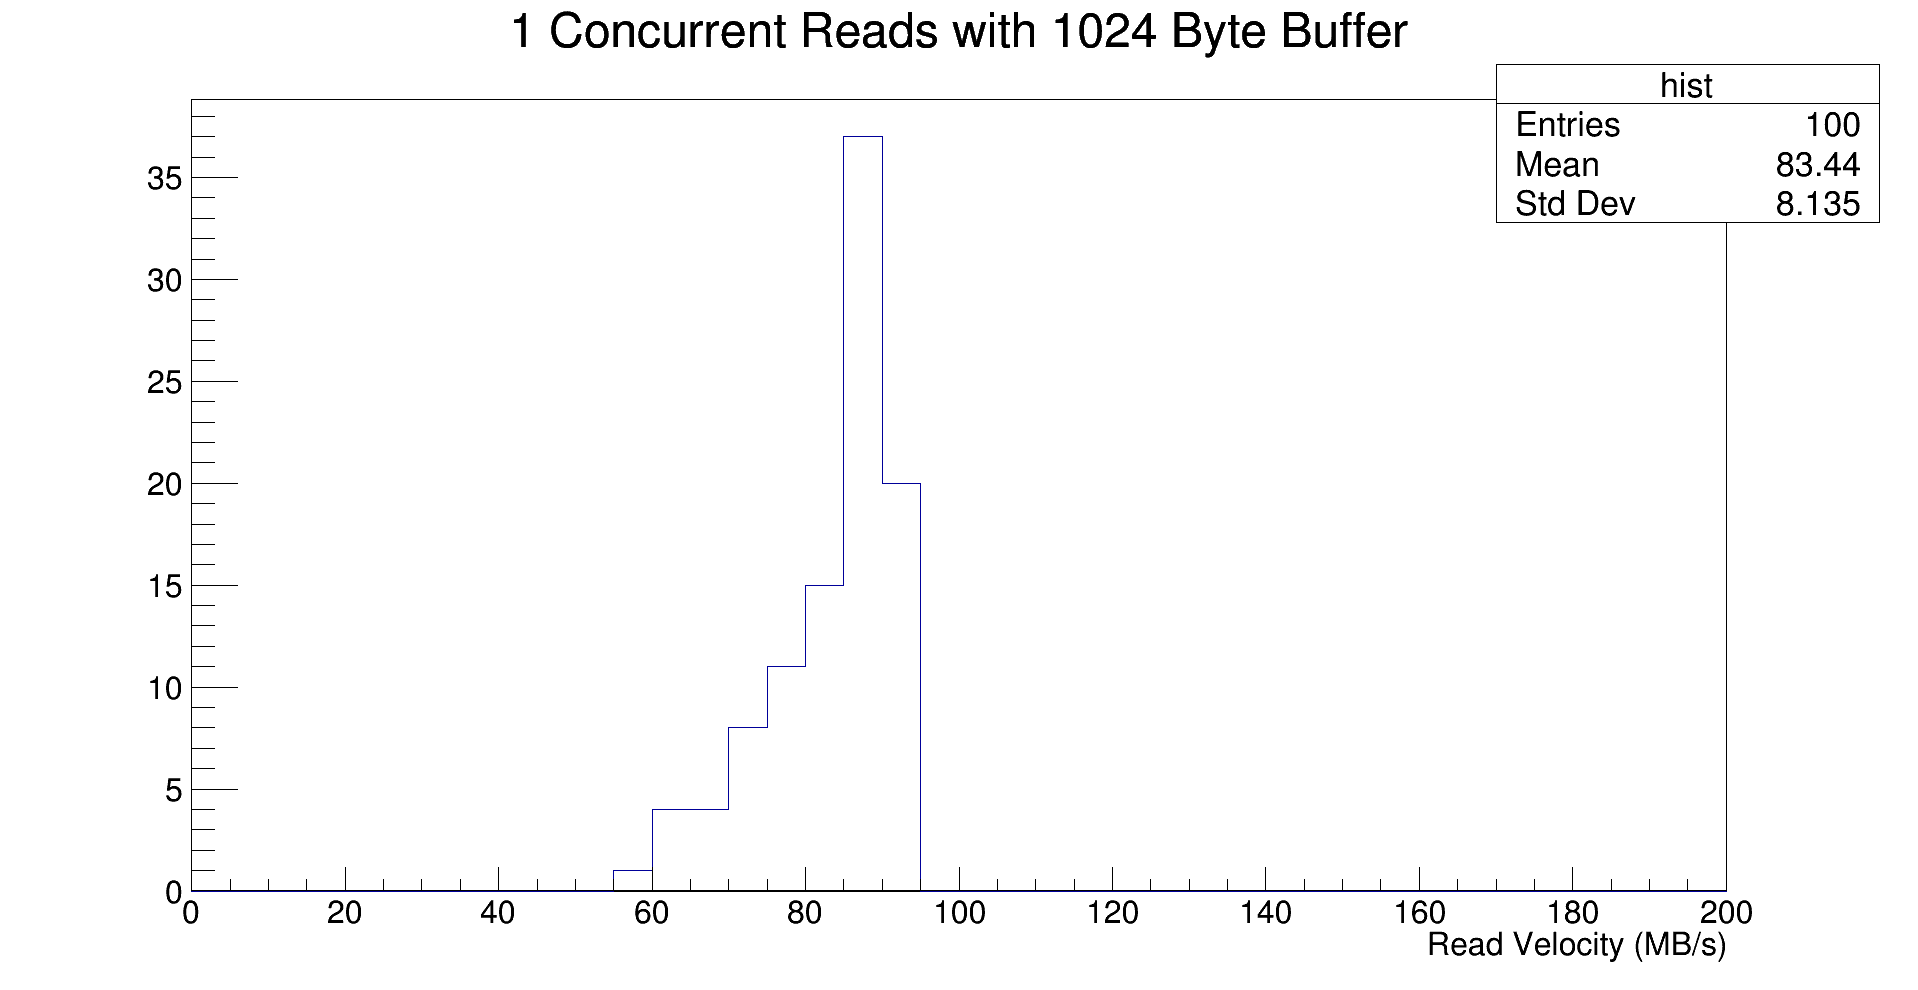 1 Concurrent Reads with 1024 Byte Buffer
hist
Entries 100
Mean 83.44
Std Dev 8.135
35
30
25
20
15
10
5
0
0 20 40 60 80 100 120 140 160 180 200
Read Velocity (MB/s)